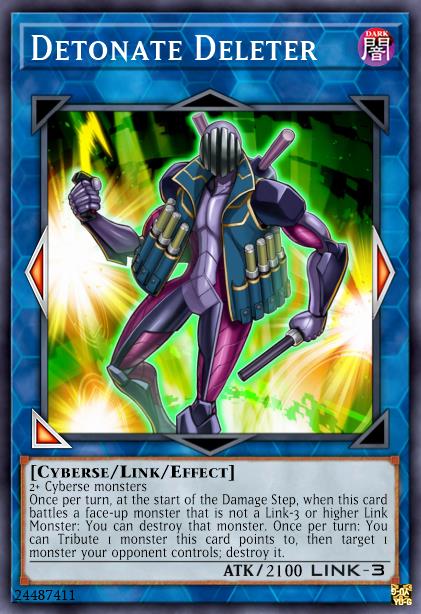 DETONATE DELETER
DARK
闇
[CYBERSE/LINK/EFFECT]
2+ Cyberse monsters
Once per turn, at the start of the Damage Step, when this card
battles a face-up monster that is not a Link-3 or higher Link
Monster: You can destroy that monster. Once per turn: You
can Tribute 1 monster this card points to, then target 1
monster your opponent controls; destroy it.
ATK/2100 LINK-3
24487411